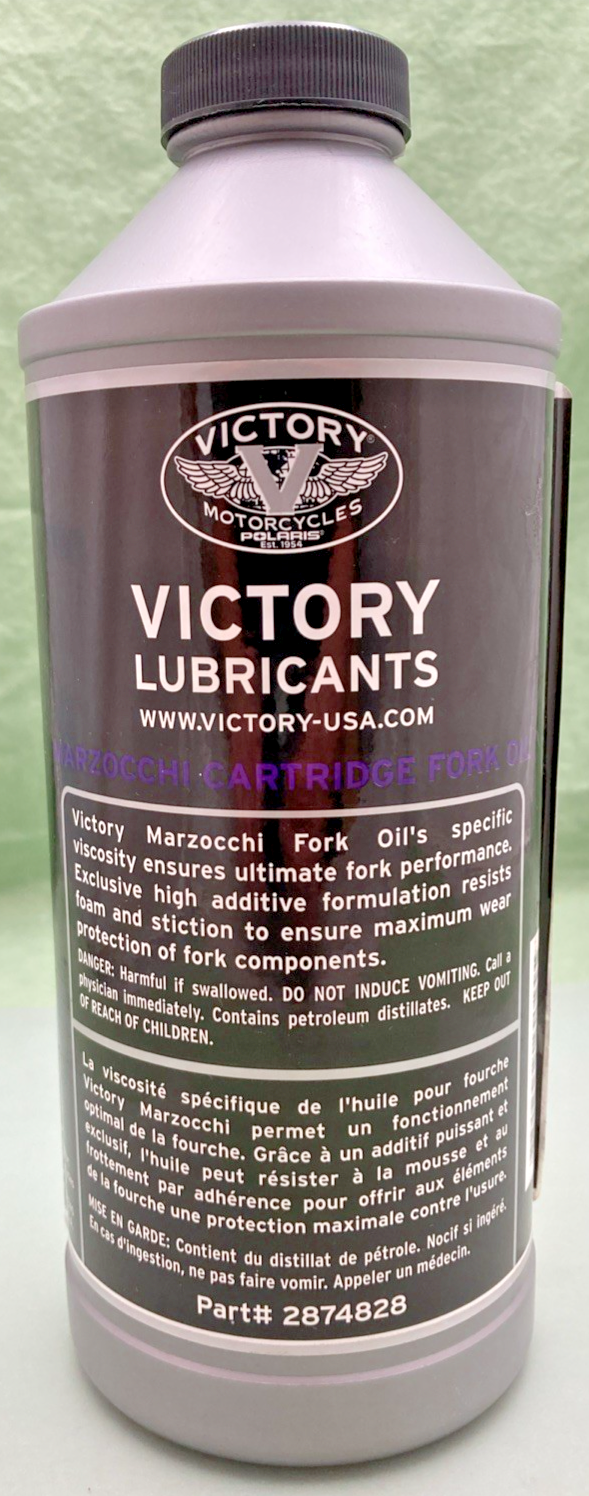 VICTORY®
V
MOTORCYCLES
POLARIS®
Est. 1954
VICTORY
LUBRICANTS
WWW.VICTORY-USA.COM
MARZOCCHI CARTRIDGE FORK OIL
Victory Marzocchi Fork Oil's specific
viscosity ensures ultimate fork performance.
Exclusive high additive formulation resists
foam and stiction to ensure maximum wear
protection of fork components.
DANGER: Harmful if swallowed. DO NOT INDUCE VOMITING. Call a
physician immediately. Contains petroleum distillates. KEEP OUT
OF REACH OF CHILDREN.
La viscosité spécifique de l'huile pour fourche
Victory Marzocchi permet un fonctionnement
optimal de la fourche. Grâce à un additif puissant et
exclusif, l'huile peut résister à la mousse et au
frottement par adhérence pour offrir aux éléments
de la fourche une protection maximale contre l'usure.
MISE EN GARDE: Contient du distillat de pétrole. Nocif si ingéré.
En cas d'ingestion, ne pas faire vomir. Appeler un médecin.
Part# 2874828